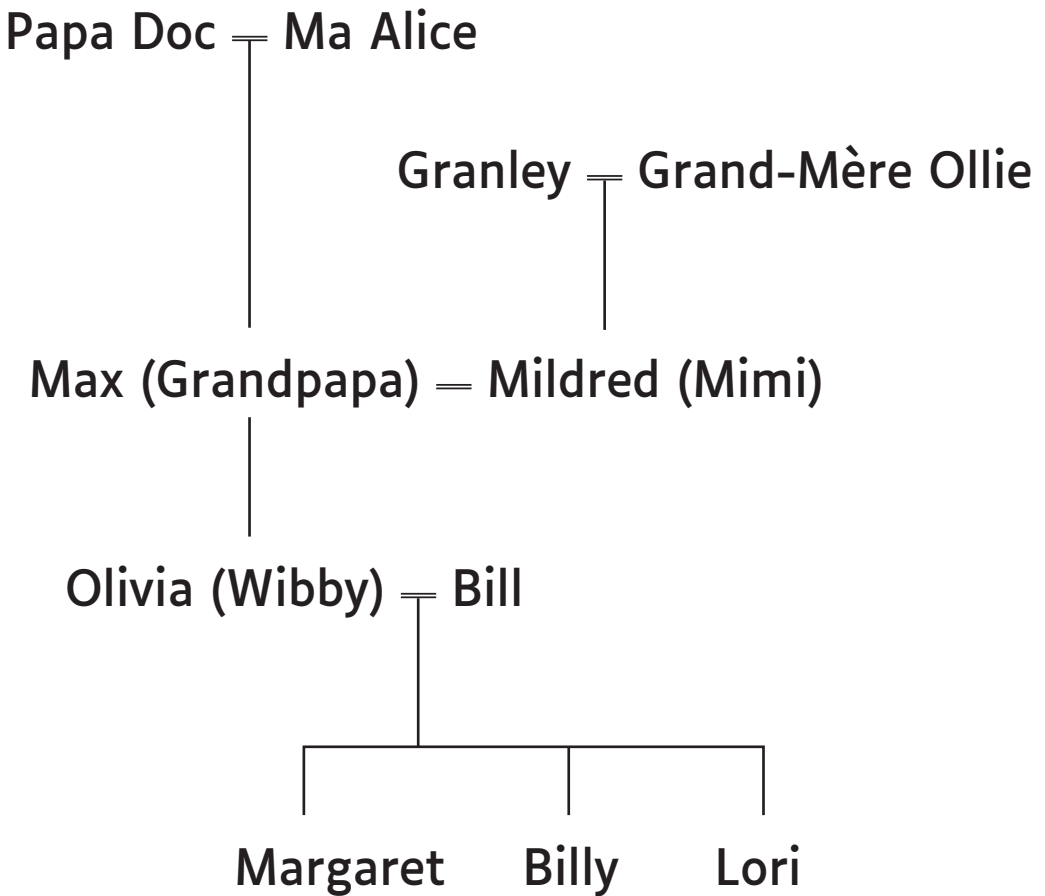 Papa Doc Ma Alice
Granley Grand-Mère Ollie
Max (Grandpapa) Mildred (Mimi)
Olivia (Wibby) Bill
Margaret Billy Lori